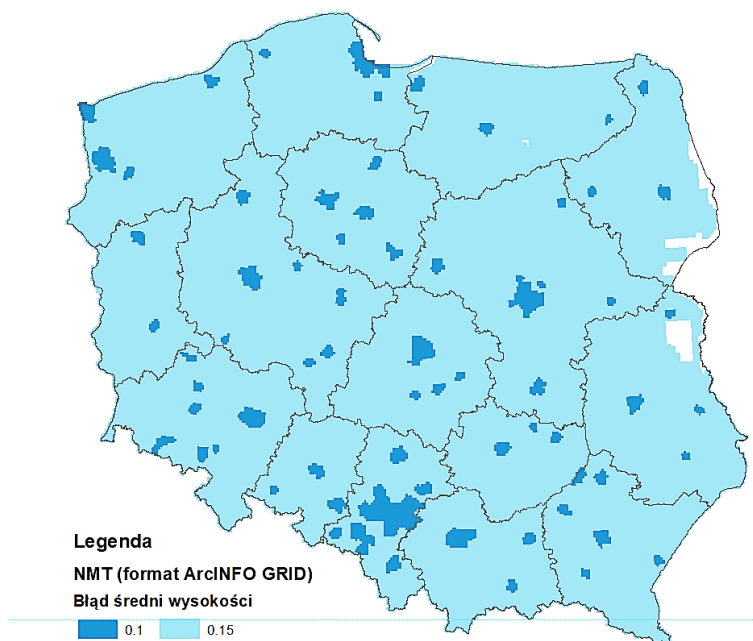 Legenda
NMT (format ArcINFO GRID)
Błąd średni wysokości
0.1 0.15